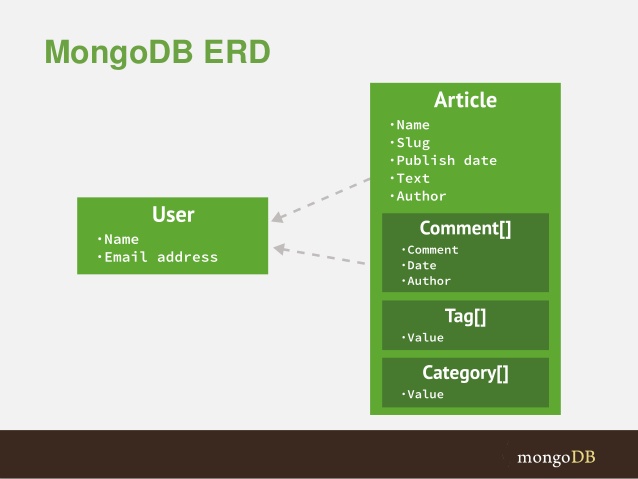 MongoDB ERD
Article
·Name
·Slug
·Publish date
·Text
·Author
User
·Name
·Email address
Comment[]
·Comment
·Date
·Author
Tag[]
·Value
Category[]
·Value
mongoDB